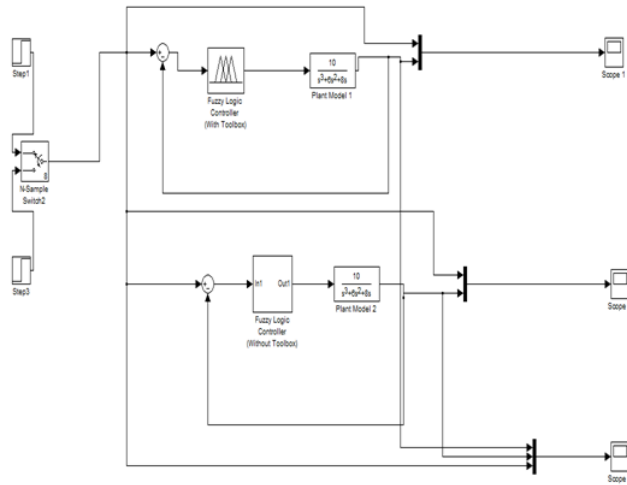 Step1
N-Sample
Switch2
8
Step3
Fuzzy Logic
Controller
(With Toolbox)
10
s³+6s²+8s
Plant Model 1
Scope 1
In1
Out1
Fuzzy Logic
Controller
(Without Toolbox)
10
s³+6s²+8s
Plant Model 2
Scope
Scope